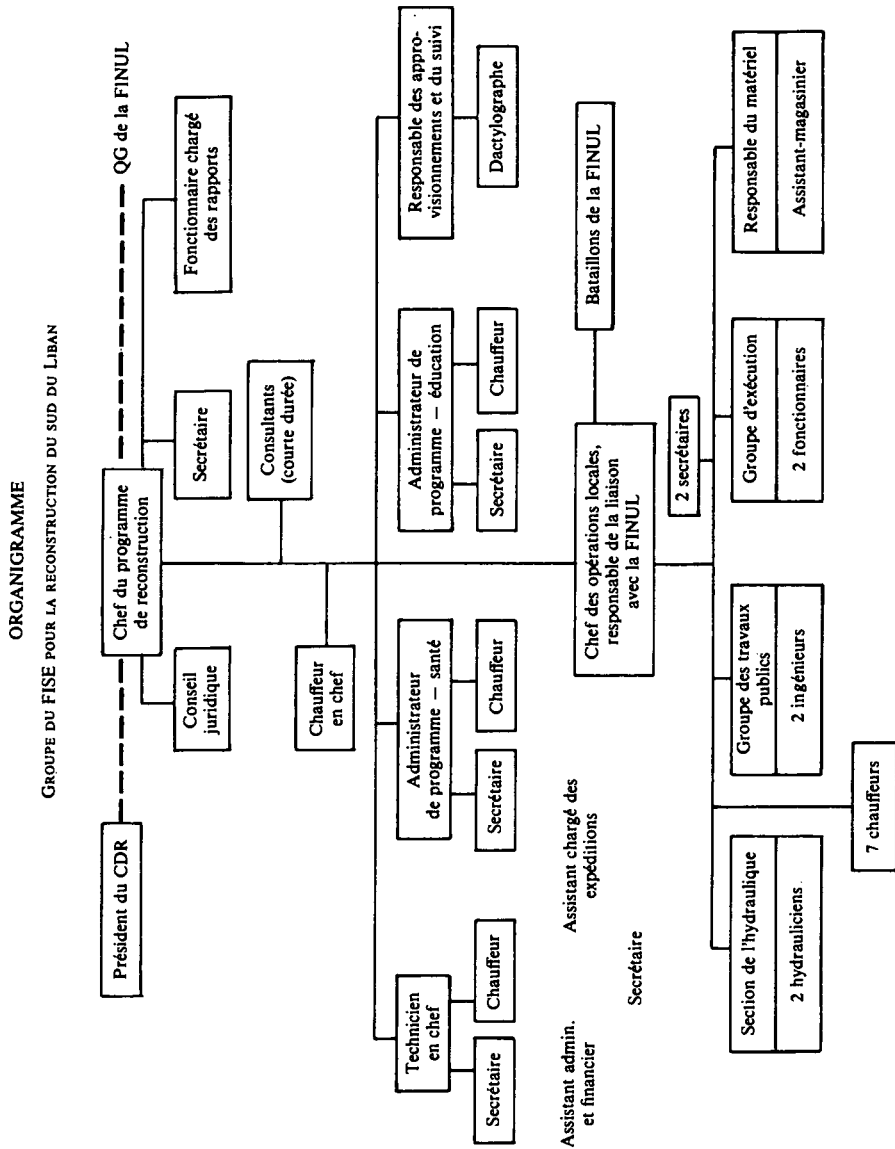 ORGANIGRAMME
GROUPE DU FISE POUR LA RECONSTRUCTION DU SUD DU LIBAN
Président du CDR
Chef du programme
de reconstruction
QG de la FINUL
Conseil
juridique
Secrétaire
Fonctionnaire chargé
des rapports
Chauffeur
en chef
Consultants
(courte durée)
Technicien
en chef
Secrétaire
Chauffeur
Administrateur
de programme — santé
Secrétaire
Chauffeur
Administrateur de
programme — éducation
Secrétaire
Chauffeur
Responsable des appro-
visionnements et du suivi
Dactylographe
Assistant admin.
et financier
Assistant chargé des
expéditions
Secrétaire
Chef des opérations locales,
responsable de la liaison
avec la FINUL
Bataillons de la FINUL
2 secrétaires
Section de l'hydraulique
2 hydrauliciens
Groupe des travaux
publics
2 ingénieurs
Groupe d'exécution
2 fonctionnaires
Responsable du matériel
Assistant-magasinier
7 chauffeurs